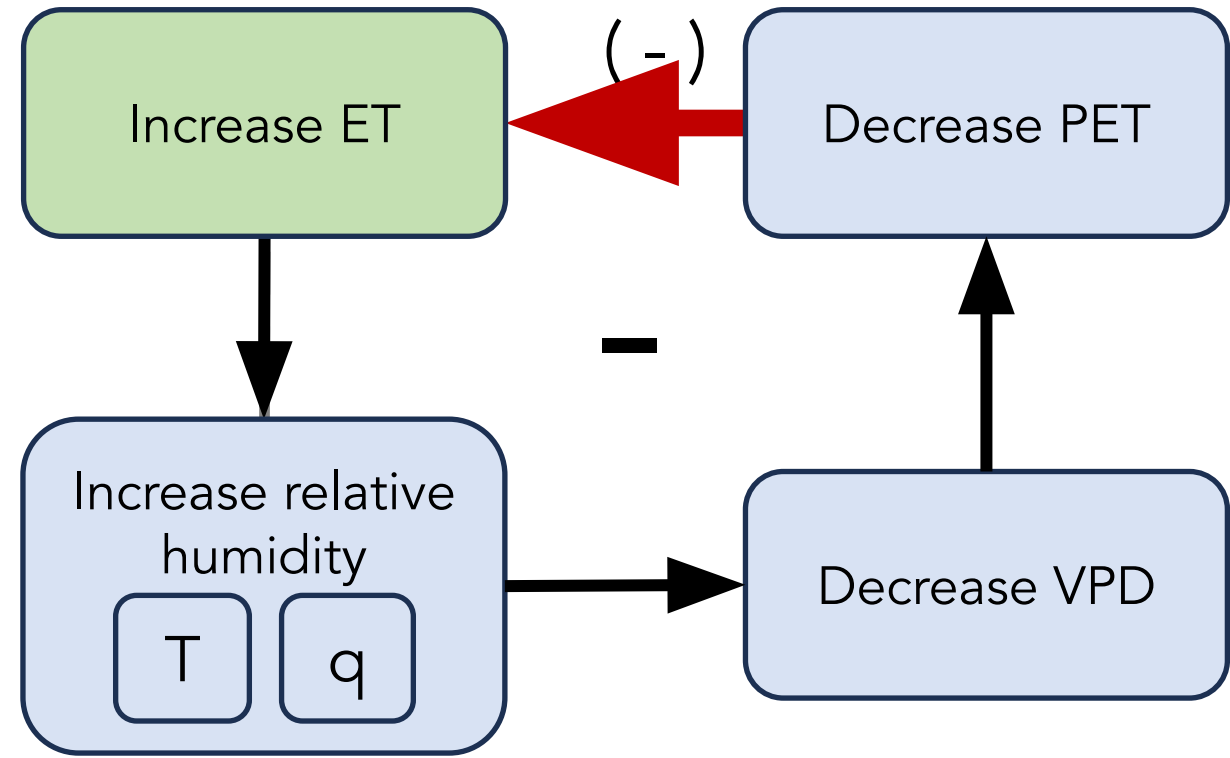 Increase ET
( - )
Decrease PET
-
Increase relative
humidity
T
q
Decrease VPD